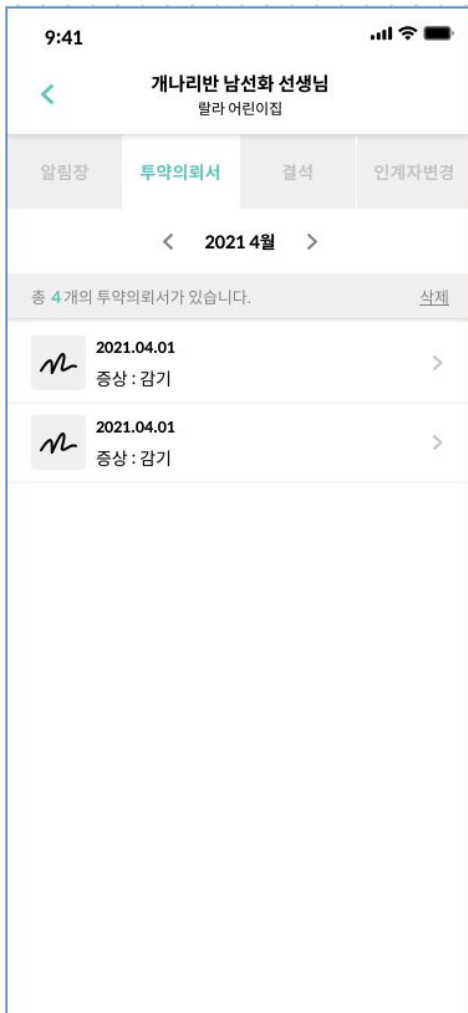 9:41
개나리반 남선화 선생님
랄라 어린이집
알림장 투약의뢰서 결석 인계자변경
2021 4월
총 4개의 투약의뢰서가 있습니다. 삭제
2021.04.01
증상 : 감기
2021.04.01
증상 : 감기